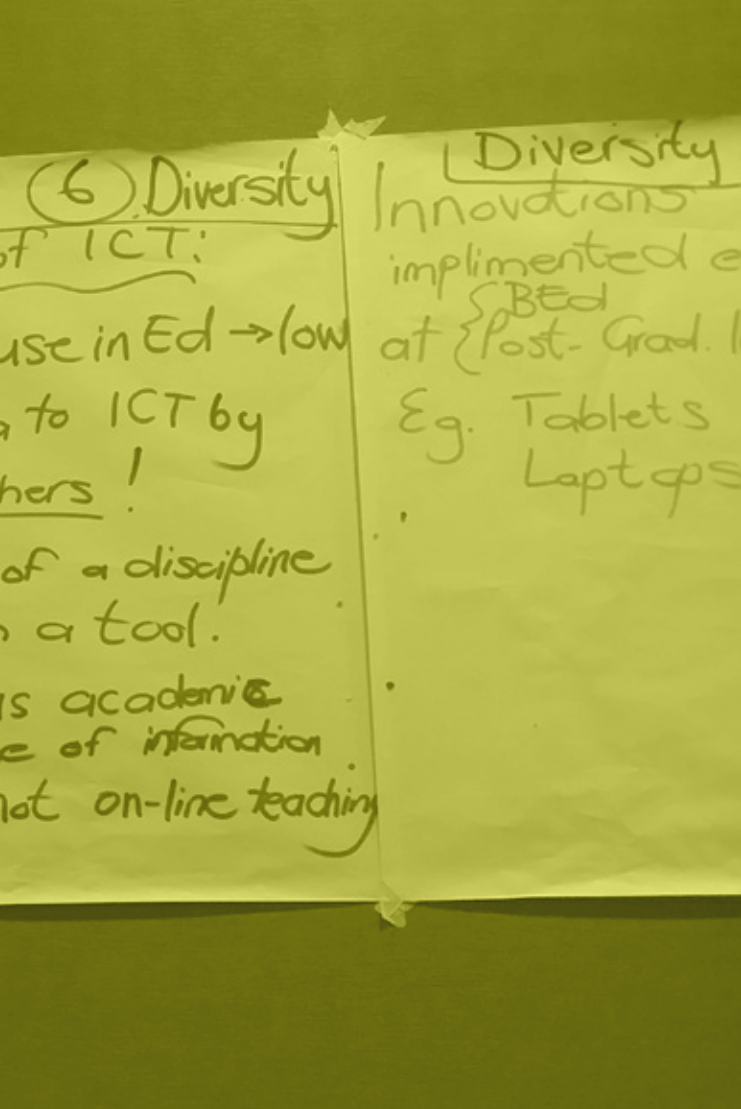 6 Diversity
of ICT:
use in Ed → low
to ICT by
hers !
of a discipline
a tool.
is academic
e of information
not on-line teaching
Diversity
Innovations
implimented e
BEd
at { Post-Grad.
Eg. Tablets
Laptops